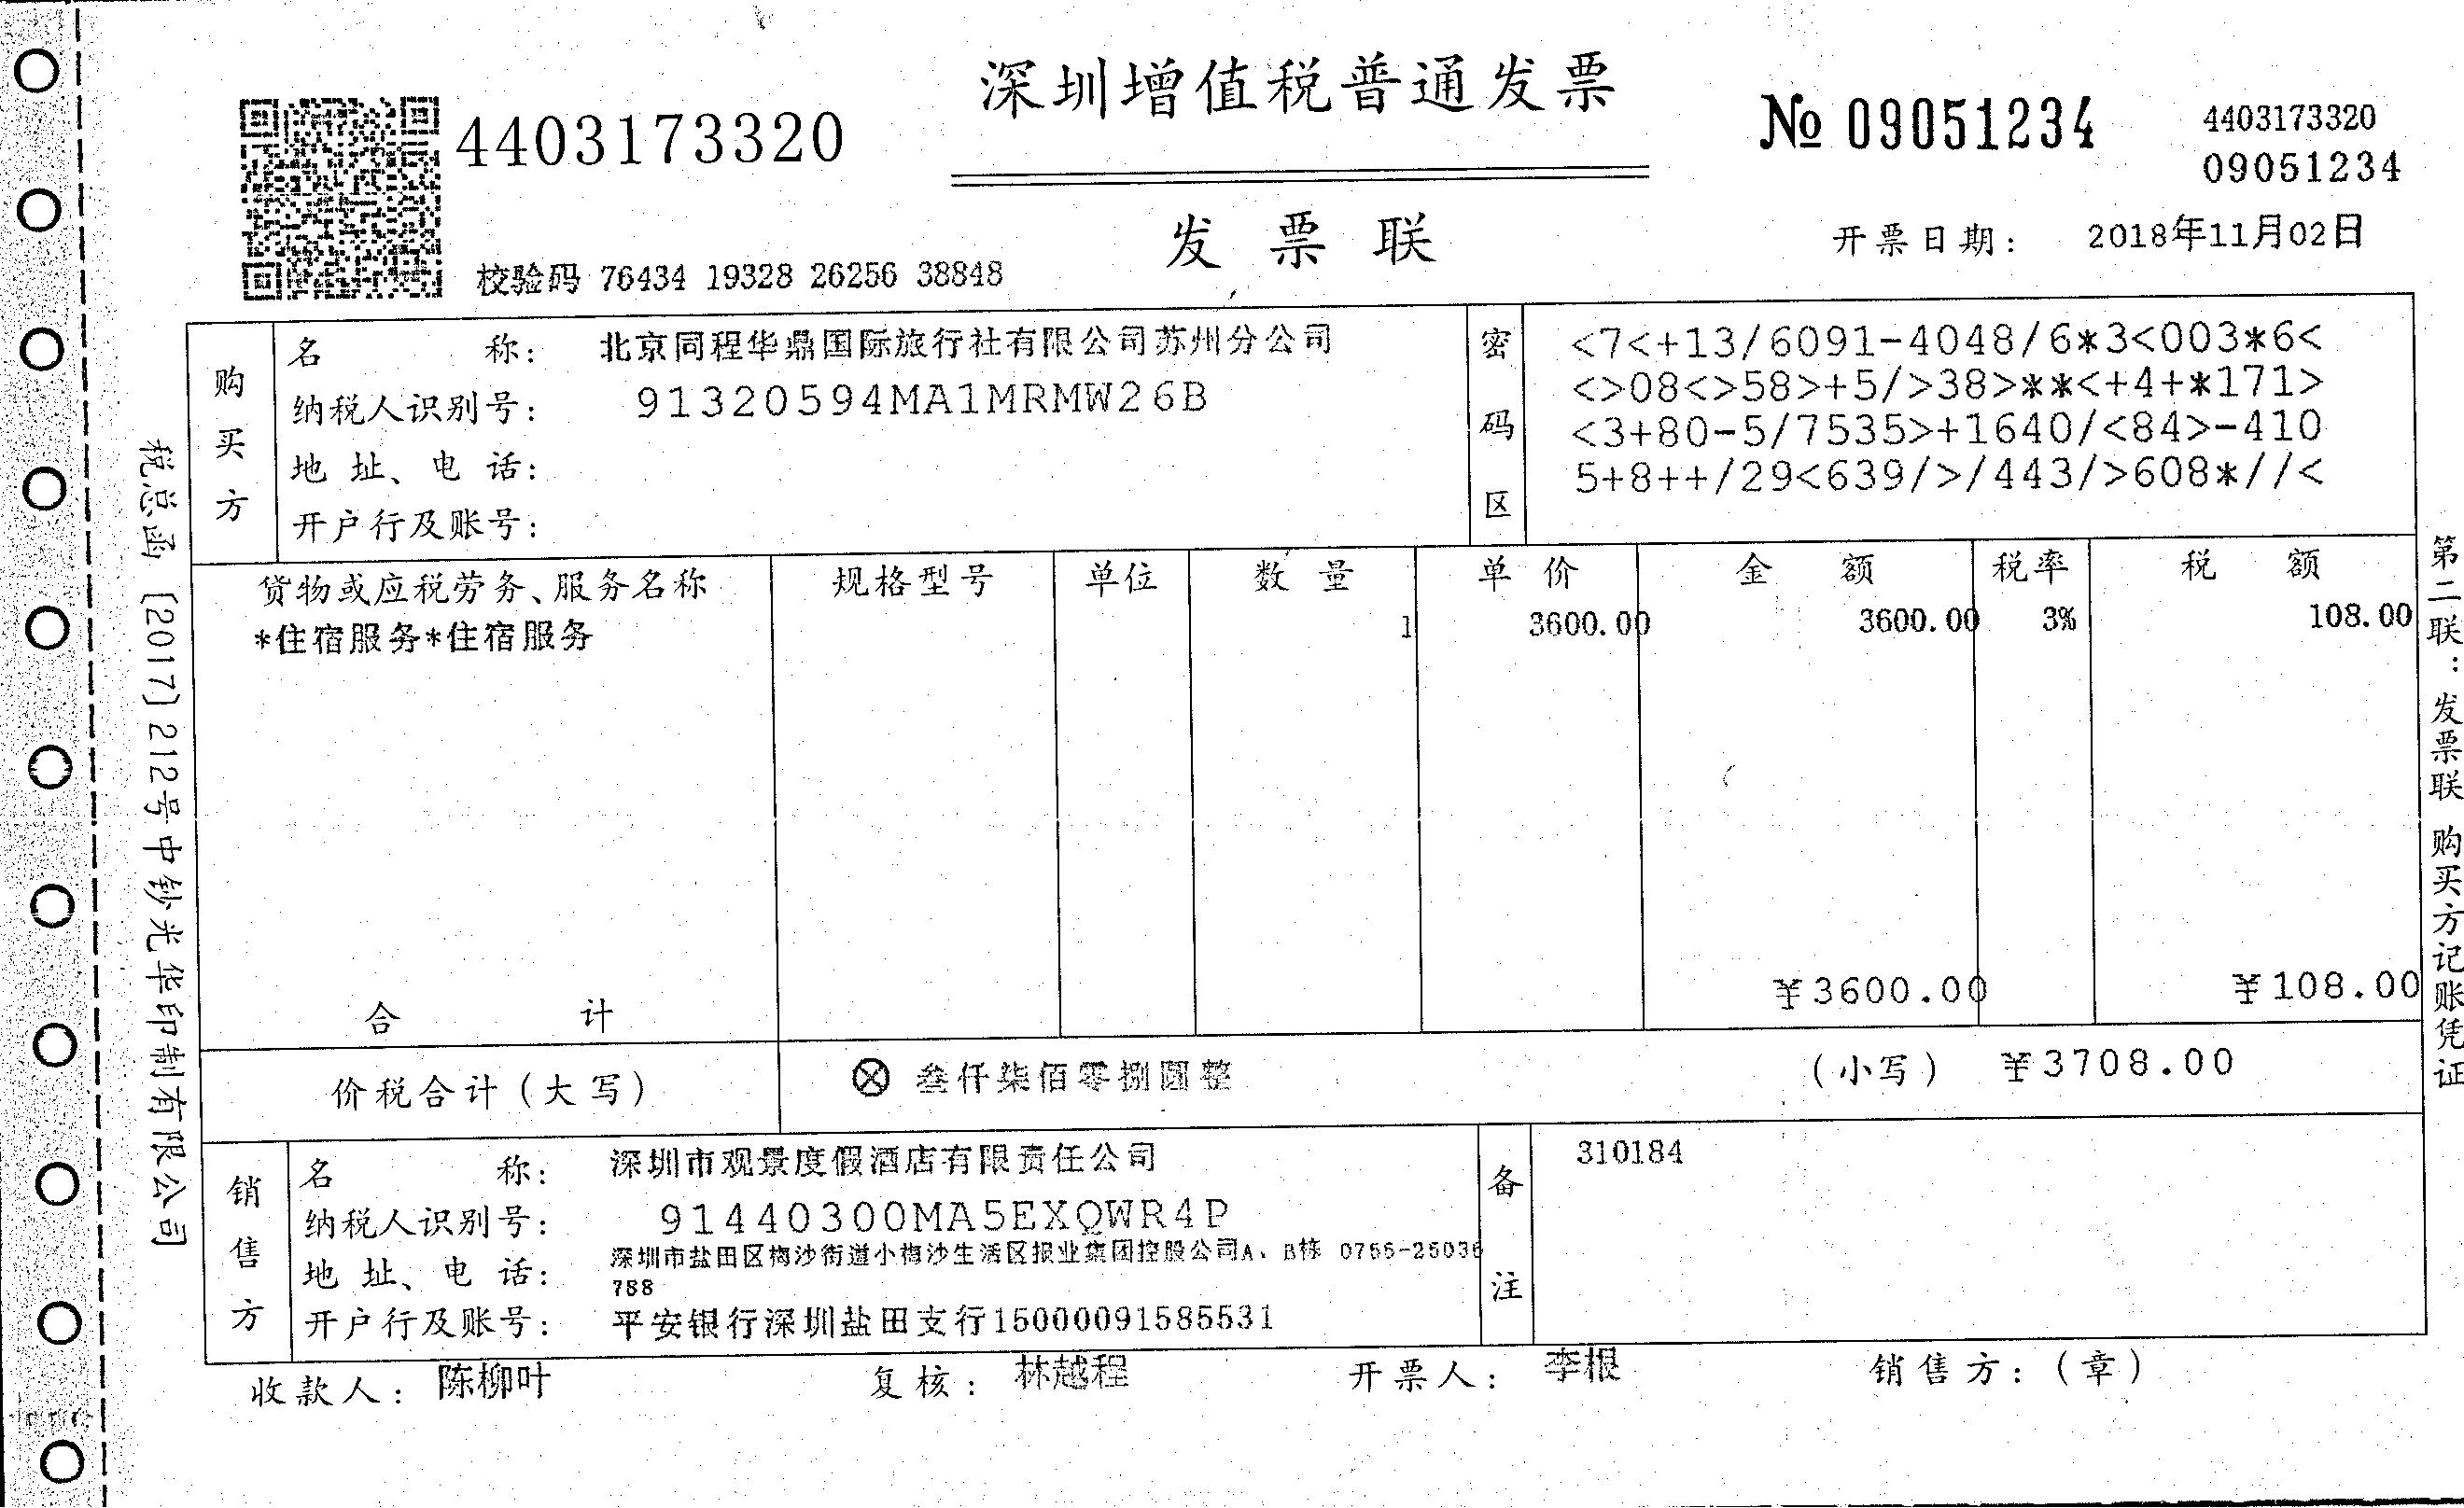 深圳增值税普通发票
4403173320
№ 09051234
4403173320
09051234
发票联
开票日期: 2018年11月02日
校验码 76434 19328 26256 38848
购买方
名称: 北京同程华鼎国际旅行社有限公司苏州分公司
纳税人识别号: 91320594MA1MRMW26B
地址、电话:
开户行及账号:
密码区
<7<+13/6091-4048/6*3<003*6<
<>08<>58>+5/>38>**<+4+*171>
<3+80-5/7535>+1640/<84>-410
5+8++/29<639/>/443/>608*//<
货物或应税劳务、服务名称 规格型号 单位 数量 单价 金额 税率 税额
*住宿服务*住宿服务 1 3600.00 3600.00 3% 108.00
合计 ¥3600.00 ¥108.00
价税合计(大写) ⊗ 叁仟柒佰零捌圆整 (小写) ¥3708.00
销售方
名称: 深圳市观景度假酒店有限责任公司
纳税人识别号: 91440300MA5EXQWR4P
地址、电话: 深圳市盐田区梅沙街道小梅沙生活区报业集团控股公司A、B栋 0755-25036
788
开户行及账号: 平安银行深圳盐田支行15000091585531
备注
310184
收款人: 陈柳叶 复核: 林越程 开票人: 李根 销售方:(章)
税总函〔2017〕212号中钞光华印制有限公司
第二联:发票联 购买方记账凭证